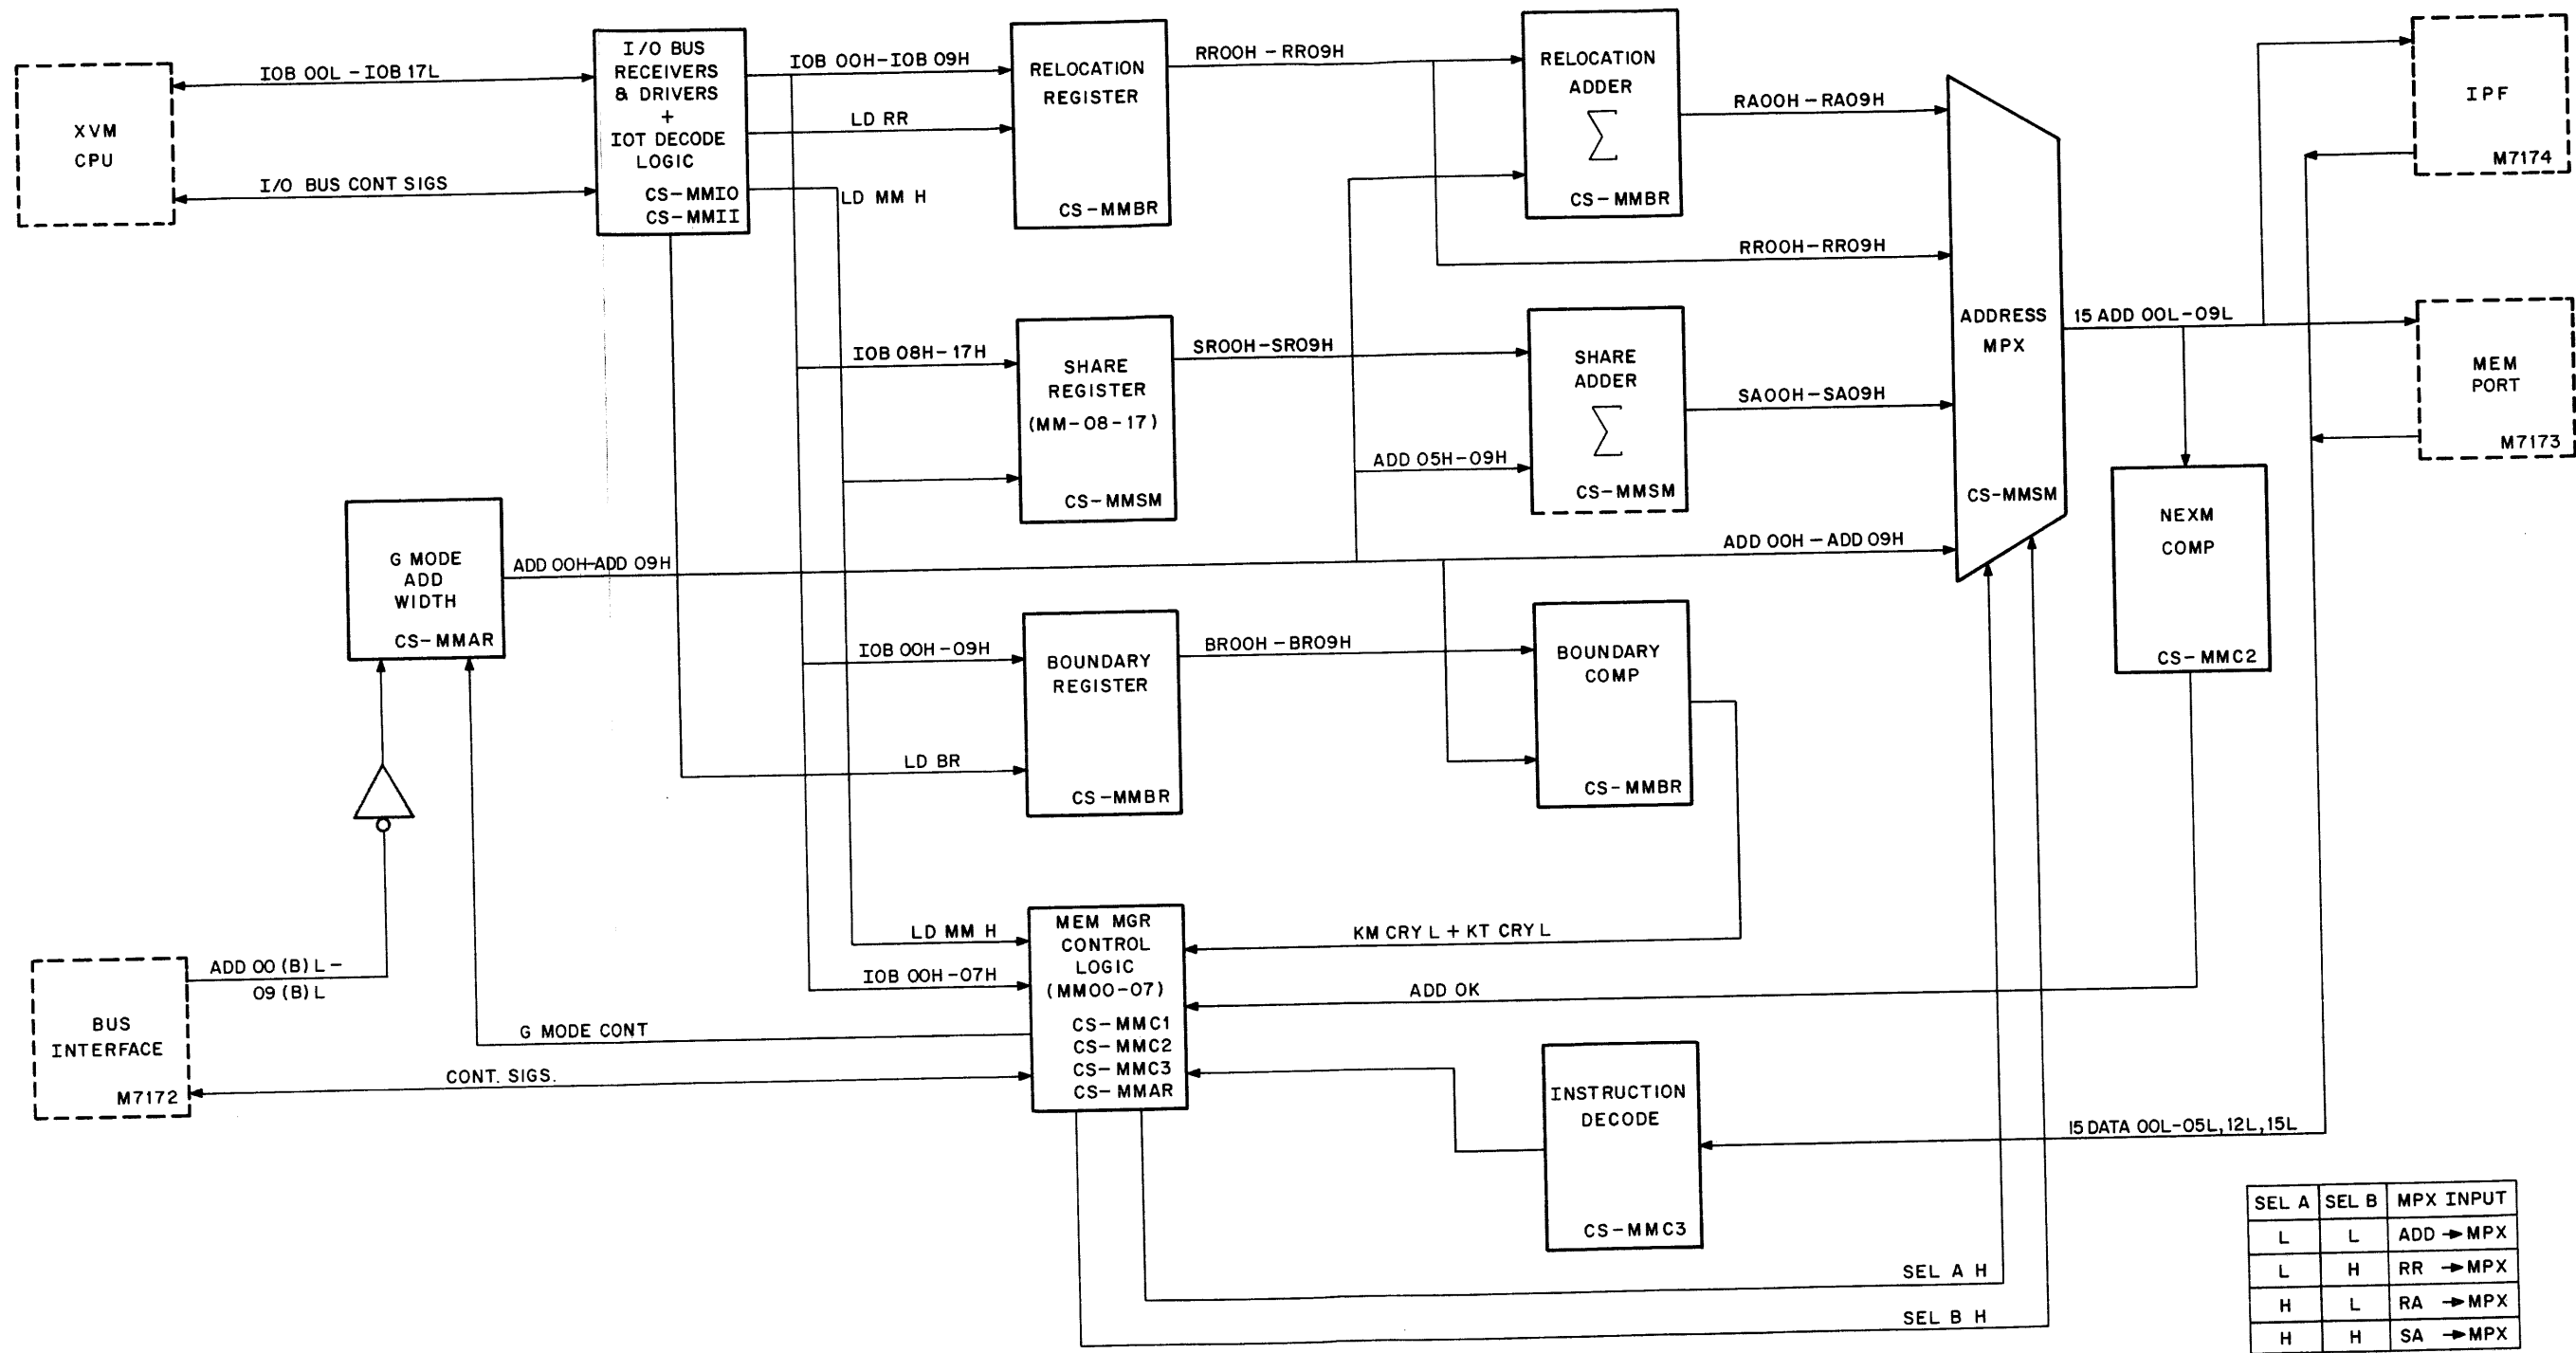 XVM
CPU
IOB 00L - IOB 17L
I/O BUS CONT SIGS
I/O BUS
RECEIVERS
& DRIVERS
+
IOT DECODE
LOGIC
CS-MMIO
CS-MMII
IOB 00H-IOB 09H
LD RR
LD MM H
RELOCATION
REGISTER
CS-MMBR
RR00H - RR09H
RELOCATION
ADDER
∑
CS-MMBR
RA00H - RA09H
RR00H - RR09H
IPF
M7174
IOB 08H-17H
SHARE
REGISTER
(MM-08-17)
CS-MMSM
SR00H-SR09H
SHARE
ADDER
∑
CS-MMSM
ADD 05H-09H
SA00H-SA09H
ADDRESS
MPX
CS-MMSM
15 ADD 00L-09L
MEM
PORT
M7173
G MODE
ADD
WIDTH
CS-MMAR
ADD 00H-ADD 09H
ADD 00H - ADD 09H
NEXM
COMP
CS-MMC2
IOB 00H-09H
LD BR
BOUNDARY
REGISTER
CS-MMBR
BR00H - BR09H
BOUNDARY
COMP
CS-MMBR
BUS
INTERFACE
M7172
ADD 00 (B) L -
09 (B) L
G MODE CONT
CONT. SIGS.
LD MM H
IOB 00H-07H
MEM MGR
CONTROL
LOGIC
(MM00-07)
CS-MMC1
CS-MMC2
CS-MMC3
CS-MMAR
KM CRY L + KT CRY L
ADD OK
INSTRUCTION
DECODE
CS-MMC3
15 DATA 00L-05L, 12L, 15L
SEL A H
SEL B H
SEL A SEL B MPX INPUT
L L ADD → MPX
L H RR → MPX
H L RA → MPX
H H SA → MPX